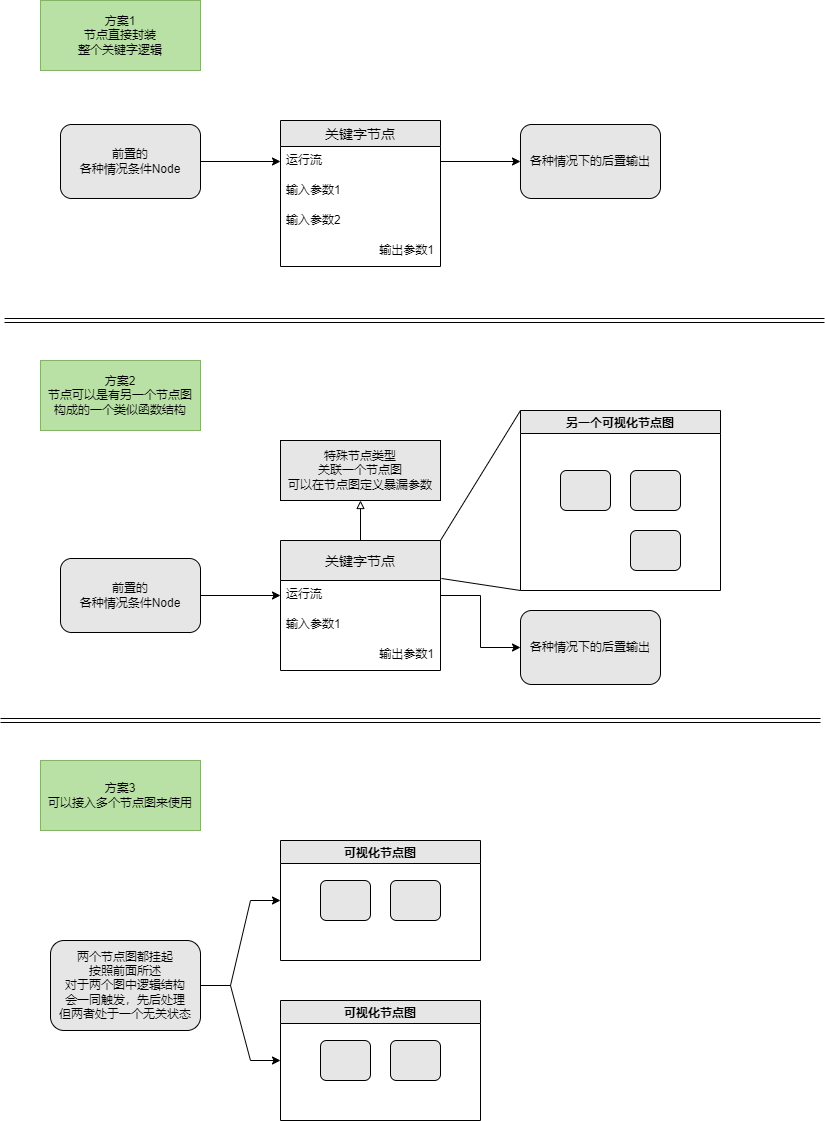 方案1
节点直接封装
整个关键字逻辑
前置的
各种情况条件Node
关键字节点
运行流
输入参数1
输入参数2
输出参数1
各种情况下的后置输出
方案2
节点可以是有另一个节点图
构成的一个类似函数结构
特殊节点类型
关联一个节点图
可以在节点图定义暴漏参数
另一个可视化节点图
前置的
各种情况条件Node
关键字节点
运行流
输入参数1
输出参数1
各种情况下的后置输出
方案3
可以接入多个节点图来使用
可视化节点图
两个节点图都挂起
按照前面所述
对于两个图中逻辑结构
会一同触发，先后处理
但两者处于一个无关状态
可视化节点图